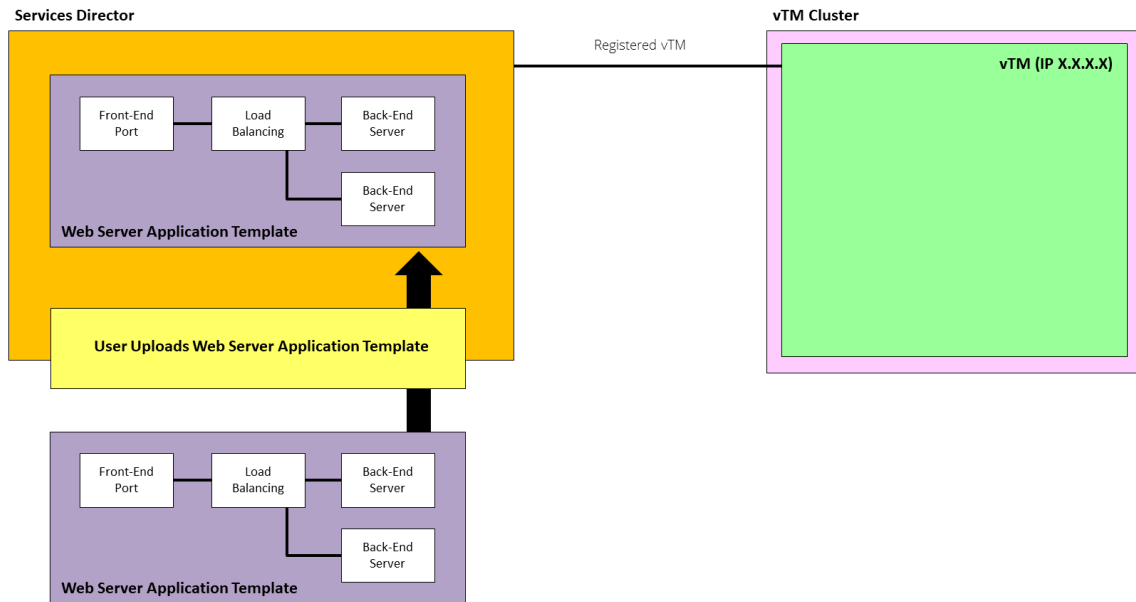 Services Director
vTM Cluster
Registered vTM
vTM (IP X.X.X.X)
Front-End
Port
Load
Balancing
Back-End
Server
Back-End
Server
Web Server Application Template
User Uploads Web Server Application Template
Front-End
Port
Load
Balancing
Back-End
Server
Back-End
Server
Web Server Application Template